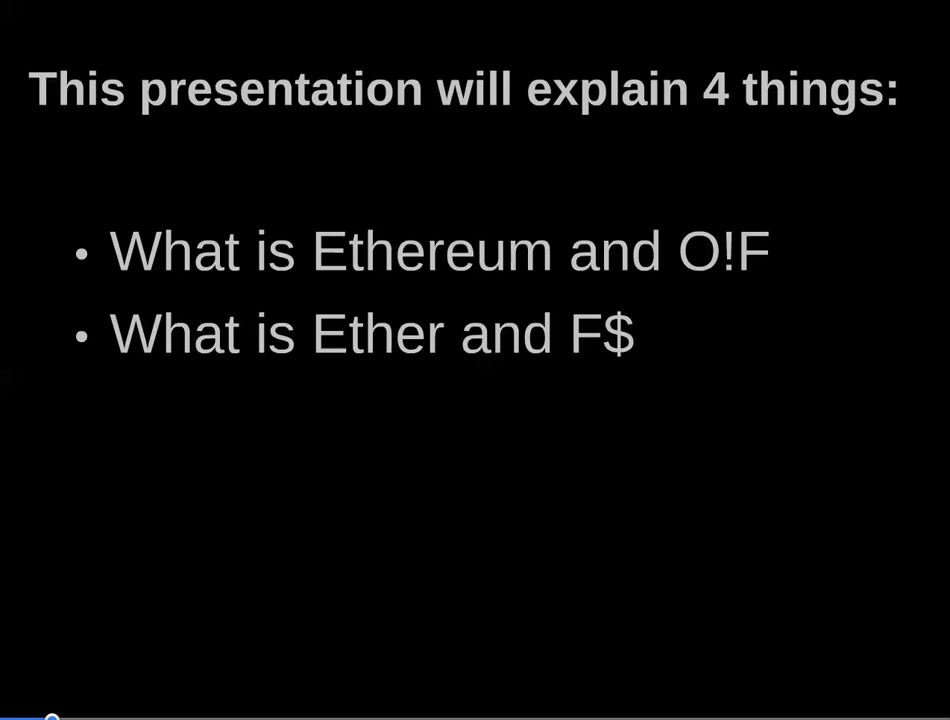 This presentation will explain 4 things:
• What is Ethereum and O!F
• What is Ether and F$